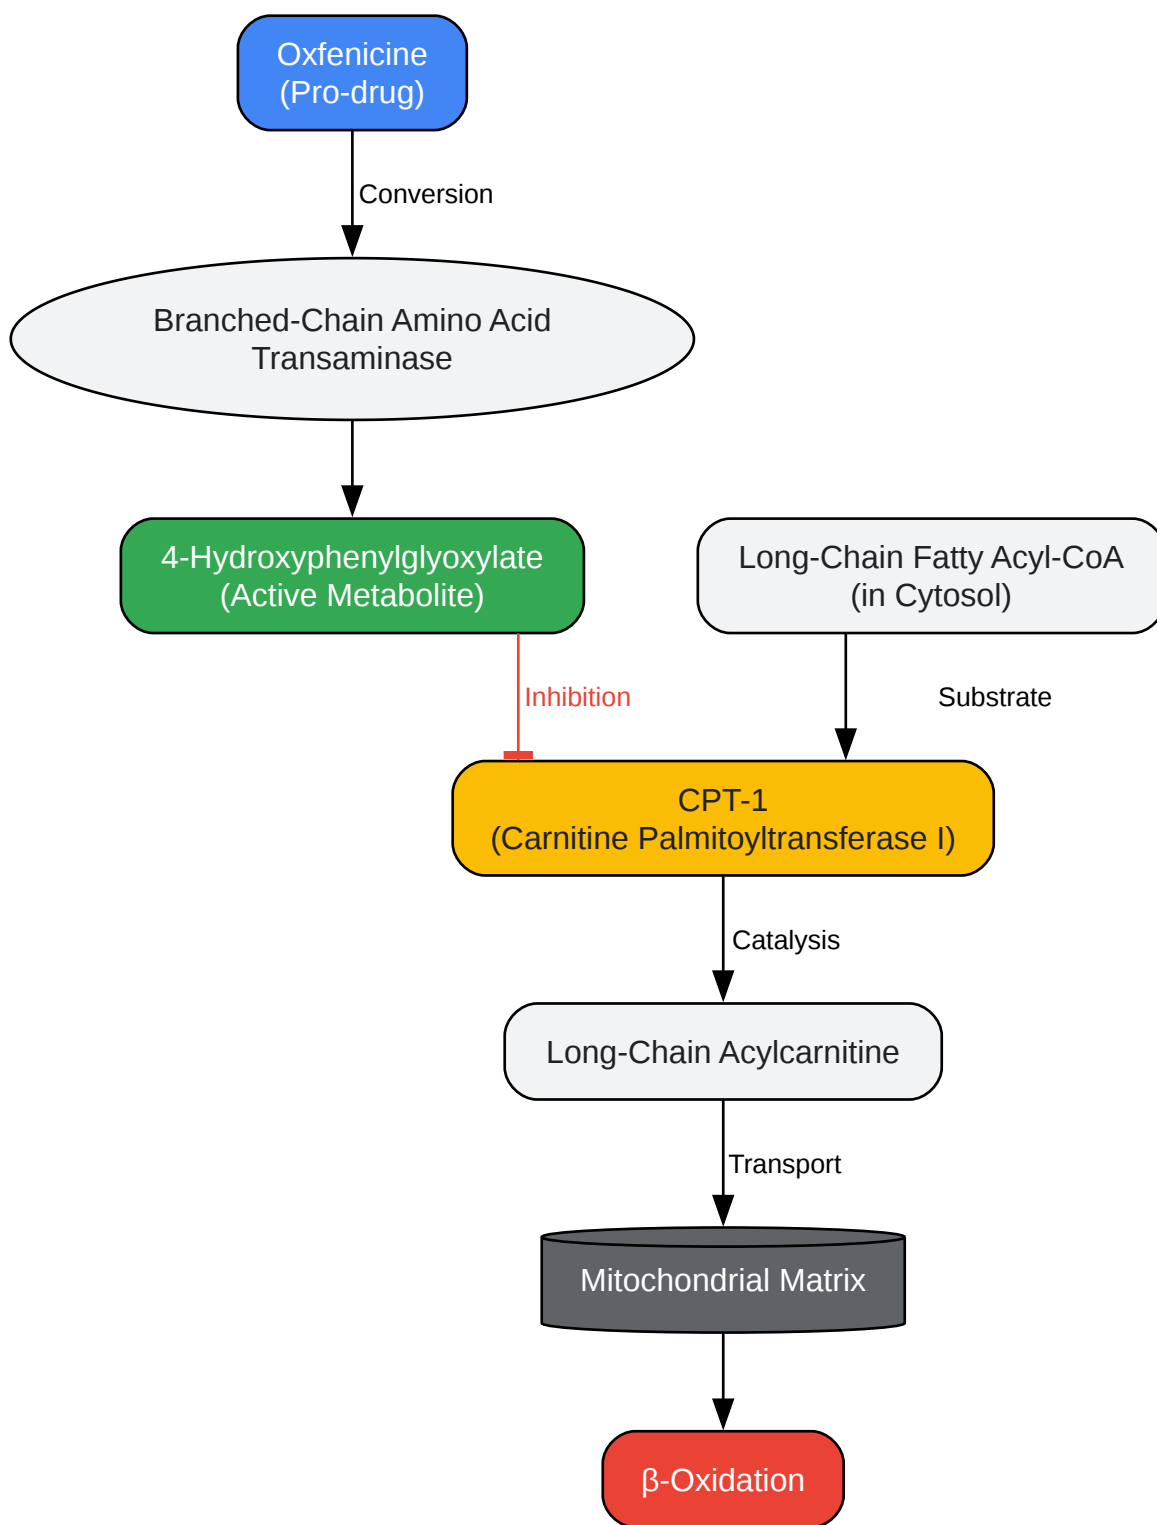 Oxfenicine
(Pro-drug)
Conversion
Branched-Chain Amino Acid
Transaminase
4-Hydroxyphenylglyoxylate
(Active Metabolite)
Long-Chain Fatty Acyl-CoA
(in Cytosol)
Inhibition
Substrate
CPT-1
(Carnitine Palmitoyltransferase I)
Catalysis
Long-Chain Acylcarnitine
Transport
Mitochondrial Matrix
β-Oxidation